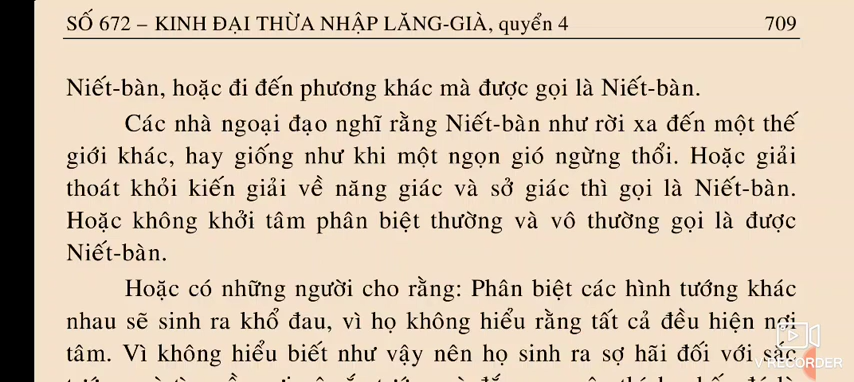 SỐ 672 – KINH ĐẠI THỪA NHẬP LĂNG-GIÀ, quyển 4 709
Niết-bàn, hoặc đi đến phương khác mà được gọi là Niết-bàn.
Các nhà ngoại đạo nghĩ rằng Niết-bàn như rời xa đến một thế
giới khác, hay giống như khi một ngọn gió ngừng thổi. Hoặc giải
thoát khỏi kiến giải về năng giác và sở giác thì gọi là Niết-bàn.
Hoặc không khởi tâm phân biệt thường và vô thường gọi là được
Niết-bàn.
Hoặc có những người cho rằng: Phân biệt các hình tướng khác
nhau sẽ sinh ra khổ đau, vì họ không hiểu rằng tất cả đều hiện nơi
tâm. Vì không hiểu biết như vậy nên họ sinh ra sợ hãi đối với sắc
V RECORDER